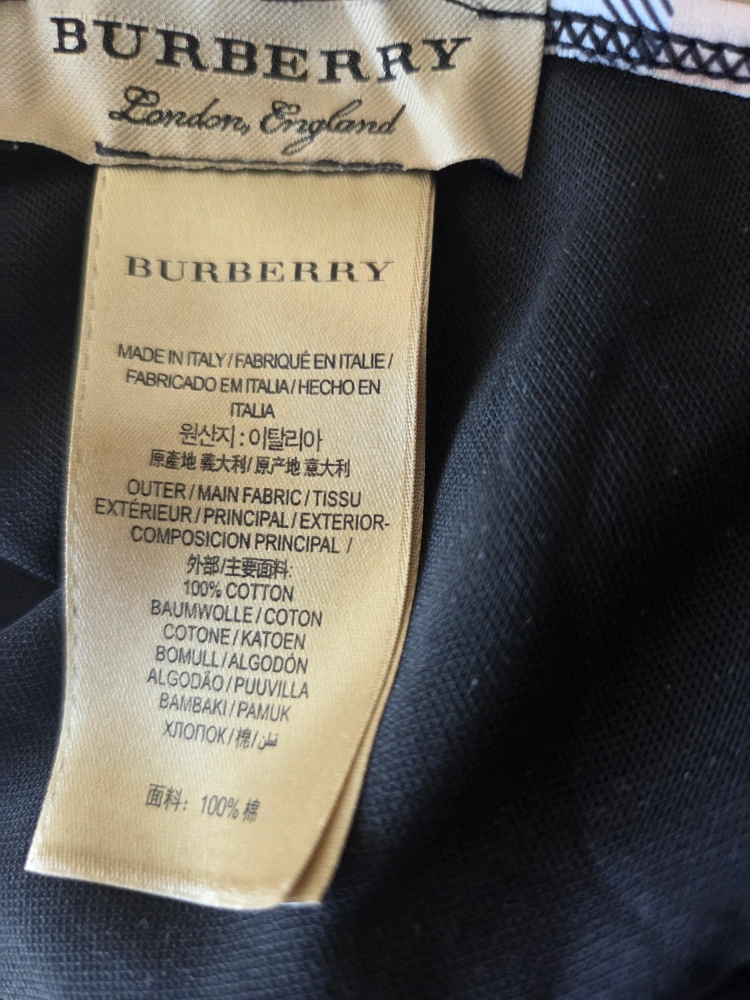 BURBERRY
London, England
BURBERRY
MADE IN ITALY / FABRIQUÉ EN ITALIE /
FABRICADO EM ITALIA / HECHO EN
ITALIA
원산지 : 이탈리아
原產地 義大利 / 原产地 意大利
OUTER / MAIN FABRIC / TISSU
EXTÉRIEUR / PRINCIPAL / EXTERIOR-
COMPOSICION PRINCIPAL /
外部/主要面料:
100% COTTON
BAUMWOLLE / COTON
COTONE / KATOEN
BOMULL / ALGODÓN
ALGODÃO / PUUVILLA
BAMBAKI / PAMUK
ХЛОПОК / 棉 / قطن
面料: 100% 棉